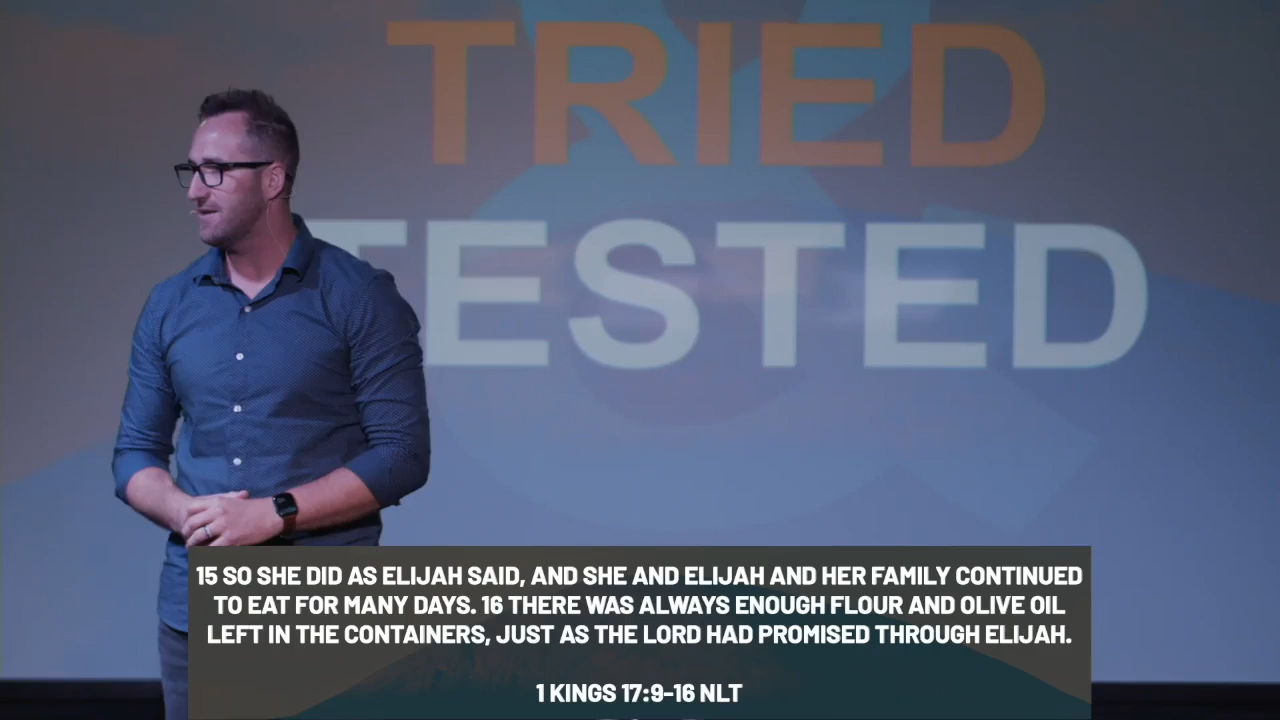 TRIED
TESTED
15 SO SHE DID AS ELIJAH SAID, AND SHE AND ELIJAH AND HER FAMILY CONTINUED
TO EAT FOR MANY DAYS. 16 THERE WAS ALWAYS ENOUGH FLOUR AND OLIVE OIL
LEFT IN THE CONTAINERS, JUST AS THE LORD HAD PROMISED THROUGH ELIJAH.
1 KINGS 17:9-16 NLT